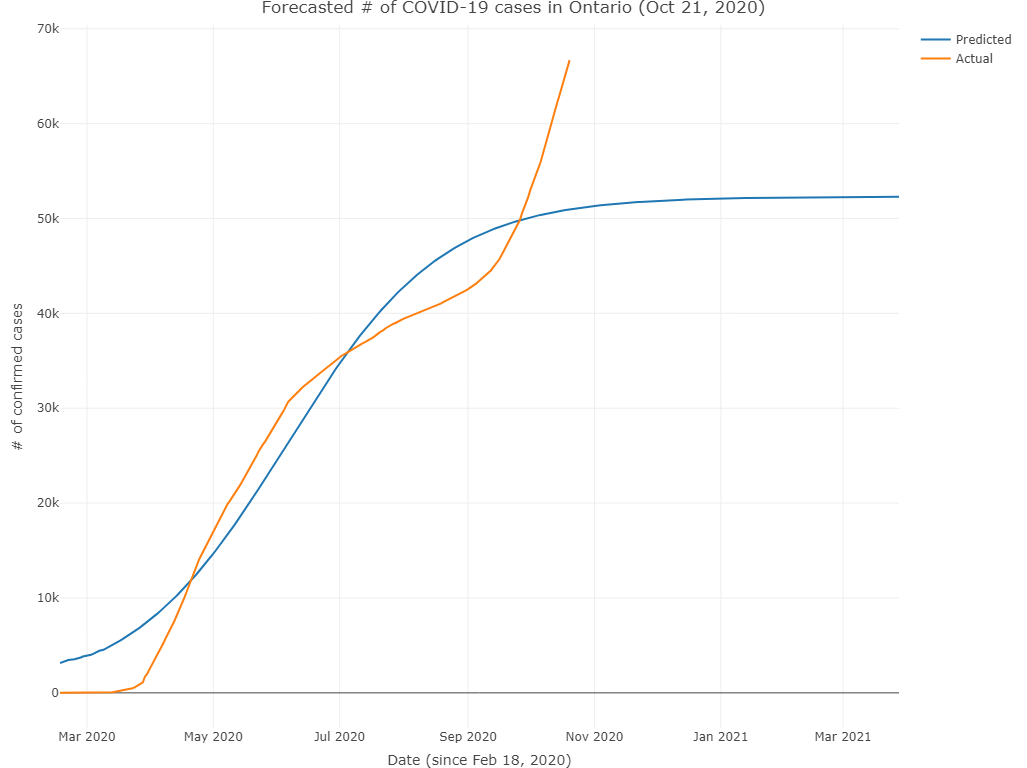 Forecasted # of COVID-19 cases in Ontario (Oct 21, 2020)
Predicted
Actual
70k
60k
50k
40k
30k
20k
10k
0
# of confirmed cases
Mar 2020 May 2020 Jul 2020 Sep 2020 Nov 2020 Jan 2021 Mar 2021
Date (since Feb 18, 2020)